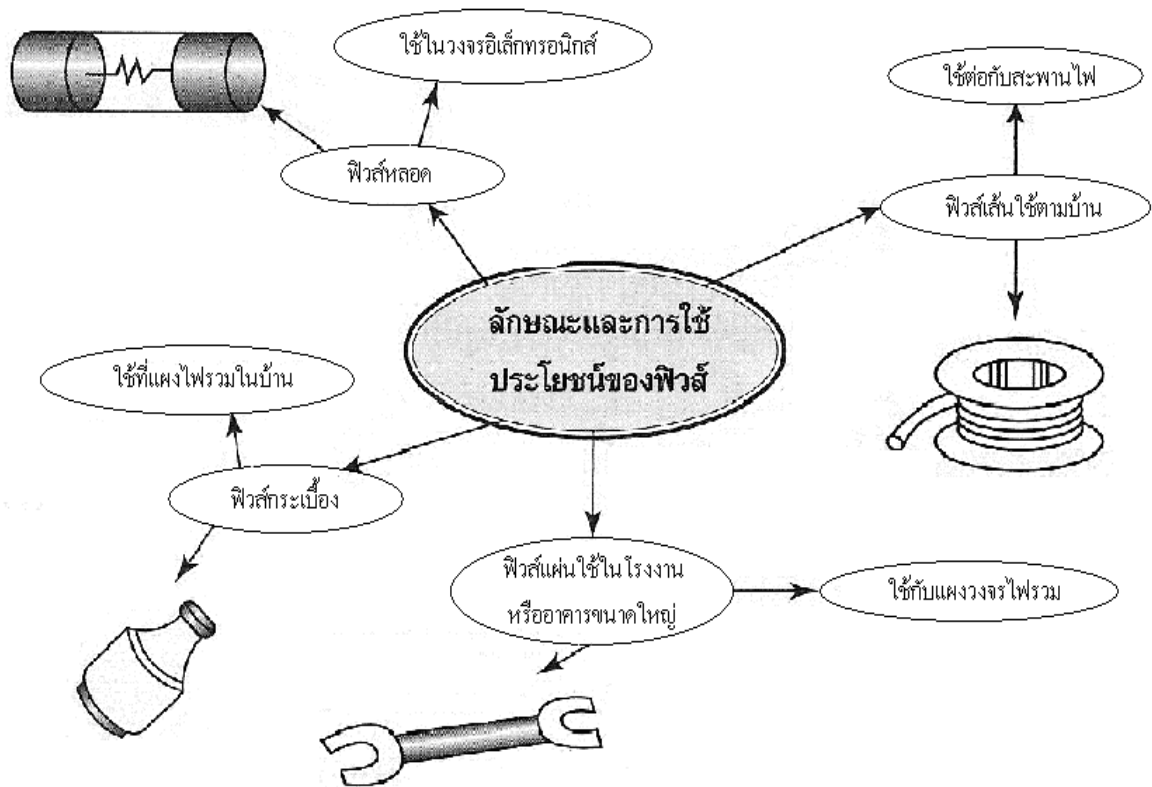 ใช้ในวงจรอิเล็กทรอนิกส์
ใช้ต่อกับสะพานไฟ
ฟิวส์หลอด
ฟิวส์เส้นใช้ตามบ้าน
ลักษณะและการใช้
ประโยชน์ของฟิวส์
ใช้ที่แผงไฟรวมในบ้าน
ฟิวส์กระเบื้อง
ฟิวส์แผ่นใช้ในโรงงาน
หรืออาคารขนาดใหญ่
ใช้กับแผงวงจรไฟรวม